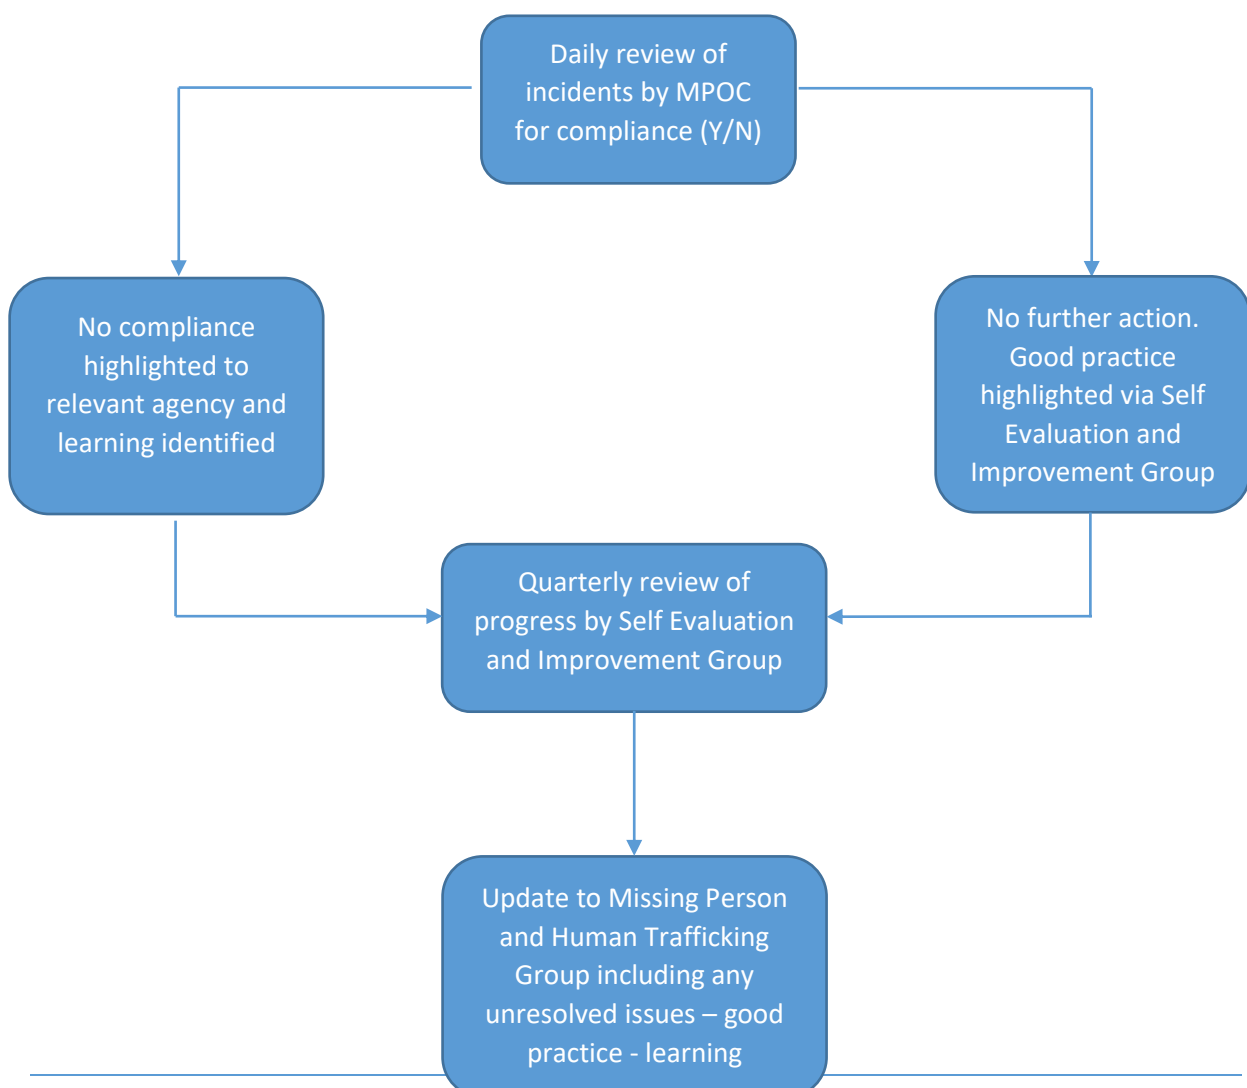 Daily review of
incidents by MPOC
for compliance (Y/N)
No compliance
highlighted to
relevant agency and
learning identified
No further action.
Good practice
highlighted via Self
Evaluation and
Improvement Group
Quarterly review of
progress by Self Evaluation
and Improvement Group
Update to Missing Person
and Human Trafficking
Group including any
unresolved issues – good
practice - learning